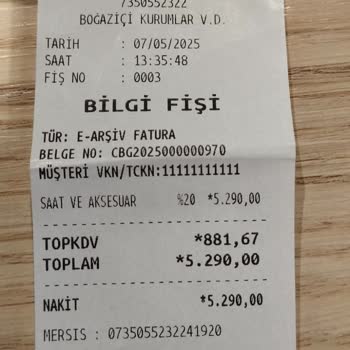 7350552322
BOĞAZİÇİ KURUMLAR V.D.
TARİH : 07/05/2025
SAAT : 13:35:48
FİŞ NO : 0003
BİLGİ FİŞİ
TÜR: E-ARŞİV FATURA
BELGE NO: CBG2025000000970
MÜŞTERİ VKN/TCKN:11111111111
SAAT VE AKSESUAR %20 *5.290,00
TOPKDV *881,67
TOPLAM *5.290,00
NAKİT *5.290,00
MERSIS : 0735055232241920